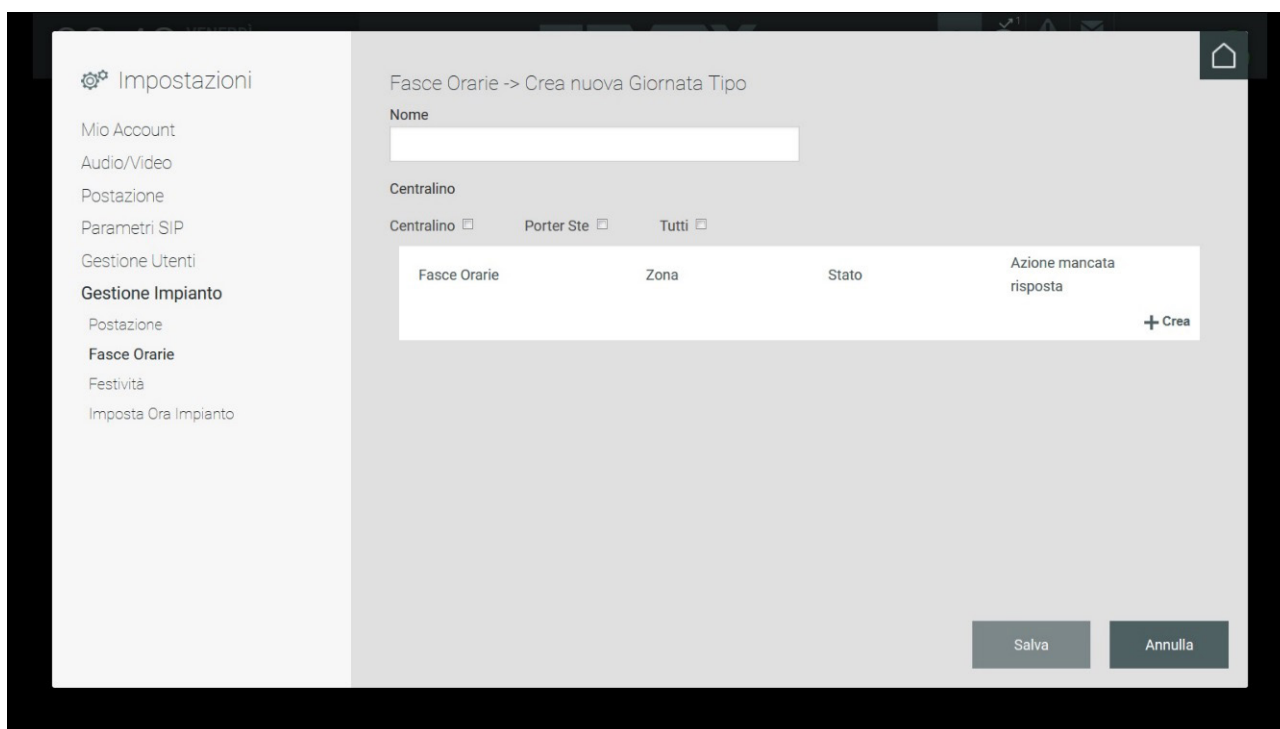 Impostazioni
Mio Account
Audio/Video
Postazione
Parametri SIP
Gestione Utenti
Gestione Impianto
Postazione
Fasce Orarie
Festività
Imposta Ora Impianto
Fasce Orarie -> Crea nuova Giornata Tipo
Nome
Centralino
Centralino Porter Ste Tutti
Fasce Orarie Zona Stato Azione mancata
risposta
+ Crea
Salva Annulla